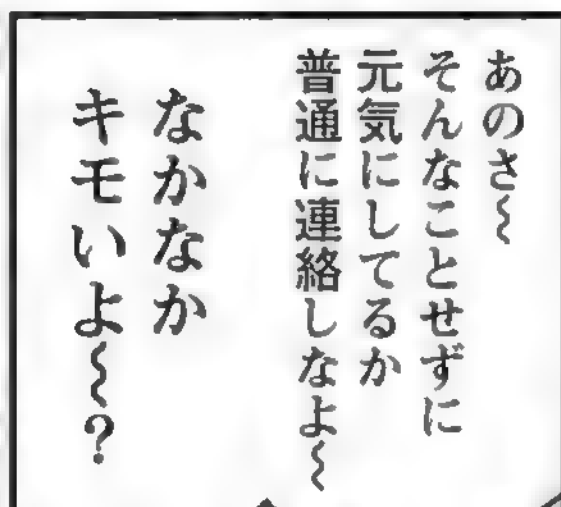 あのさ〜
そんなことせずに
元気にしてるか
普通に連絡しなよ〜
なかなか
キモいよ〜?